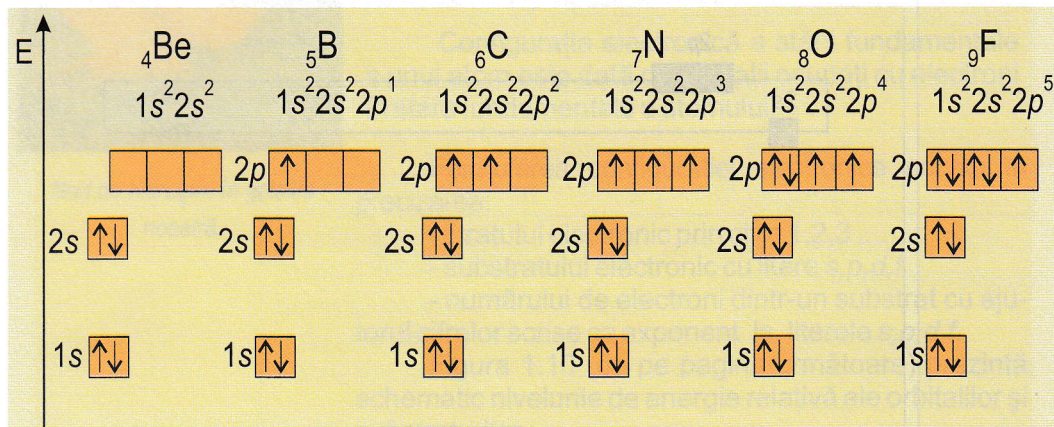 E
₄Be ₅B ₆C ₇N ₈O ₉F
1s²2s² 1s²2s²2p¹ 1s²2s²2p² 1s²2s²2p³ 1s²2s²2p⁴ 1s²2s²2p⁵
2p 2p 2p 2p 2p
2s 2s 2s 2s 2s 2s
1s 1s 1s 1s 1s 1s